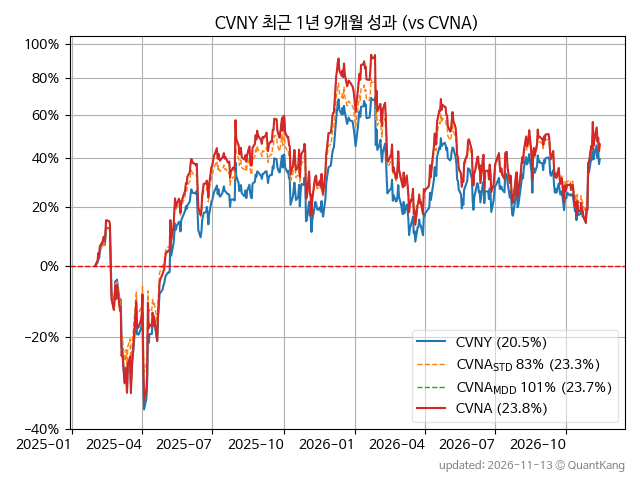 CVNY 최근 1년 9개월 성과 (vs CVNA)
100%
80%
60%
40%
20%
0%
−20%
−40%
2025-01
2025-04
2025-07
2025-10
2026-01
2026-04
2026-07
2026-10
CVNY (20.5%)
CVNA_STD 83% (23.3%)
CVNA_MDD 101% (23.7%)
CVNA (23.8%)
updated: 2026-11-13 © QuantKang